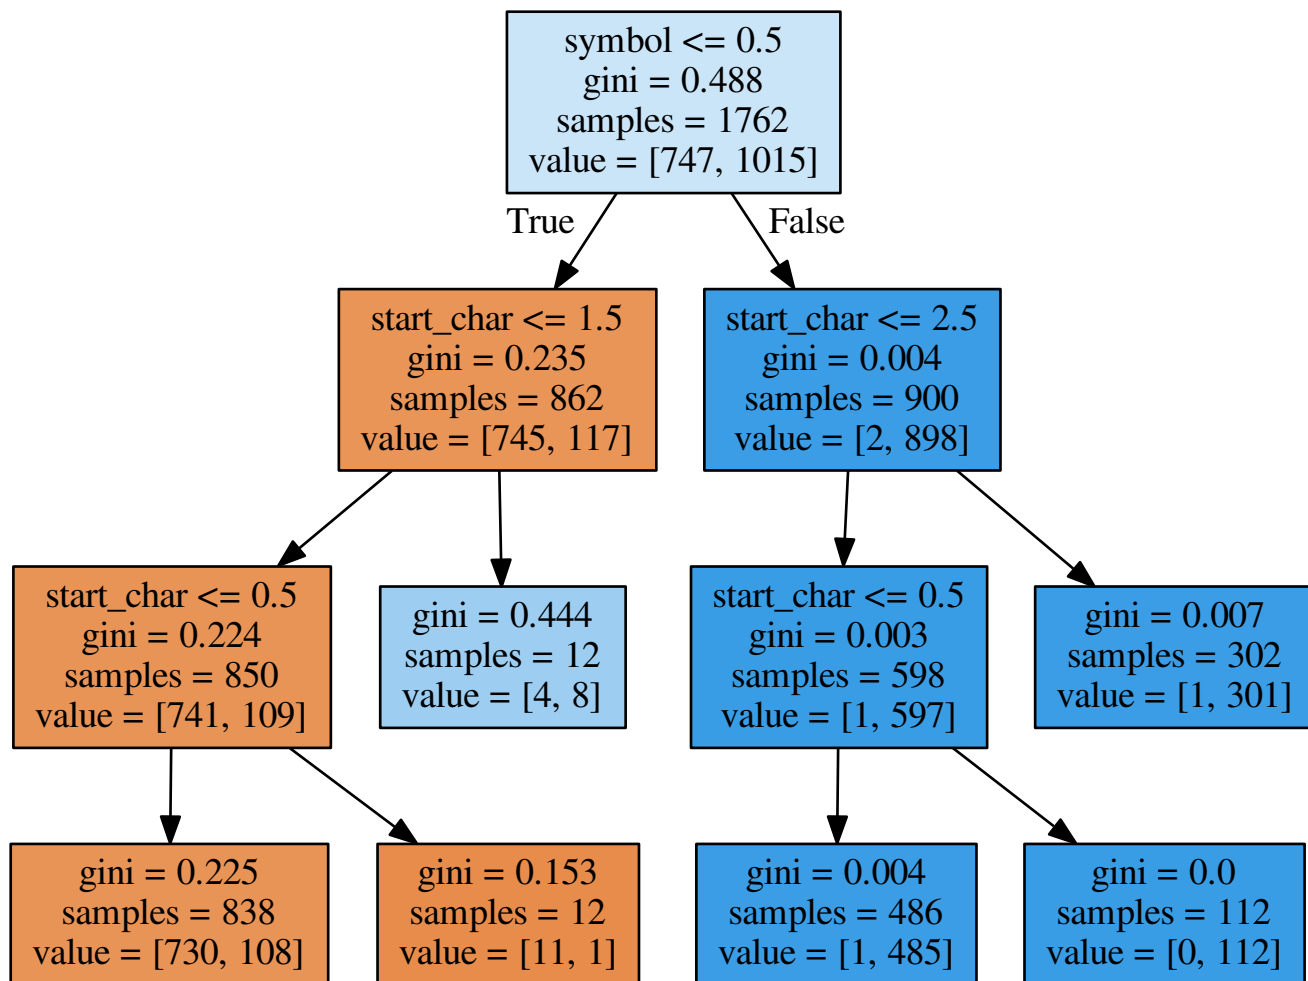 symbol <= 0.5
gini = 0.488
samples = 1762
value = [747, 1015]
True
False
start_char <= 1.5
gini = 0.235
samples = 862
value = [745, 117]
start_char <= 2.5
gini = 0.004
samples = 900
value = [2, 898]
start_char <= 0.5
gini = 0.224
samples = 850
value = [741, 109]
gini = 0.444
samples = 12
value = [4, 8]
start_char <= 0.5
gini = 0.003
samples = 598
value = [1, 597]
gini = 0.007
samples = 302
value = [1, 301]
gini = 0.225
samples = 838
value = [730, 108]
gini = 0.153
samples = 12
value = [11, 1]
gini = 0.004
samples = 486
value = [1, 485]
gini = 0.0
samples = 112
value = [0, 112]